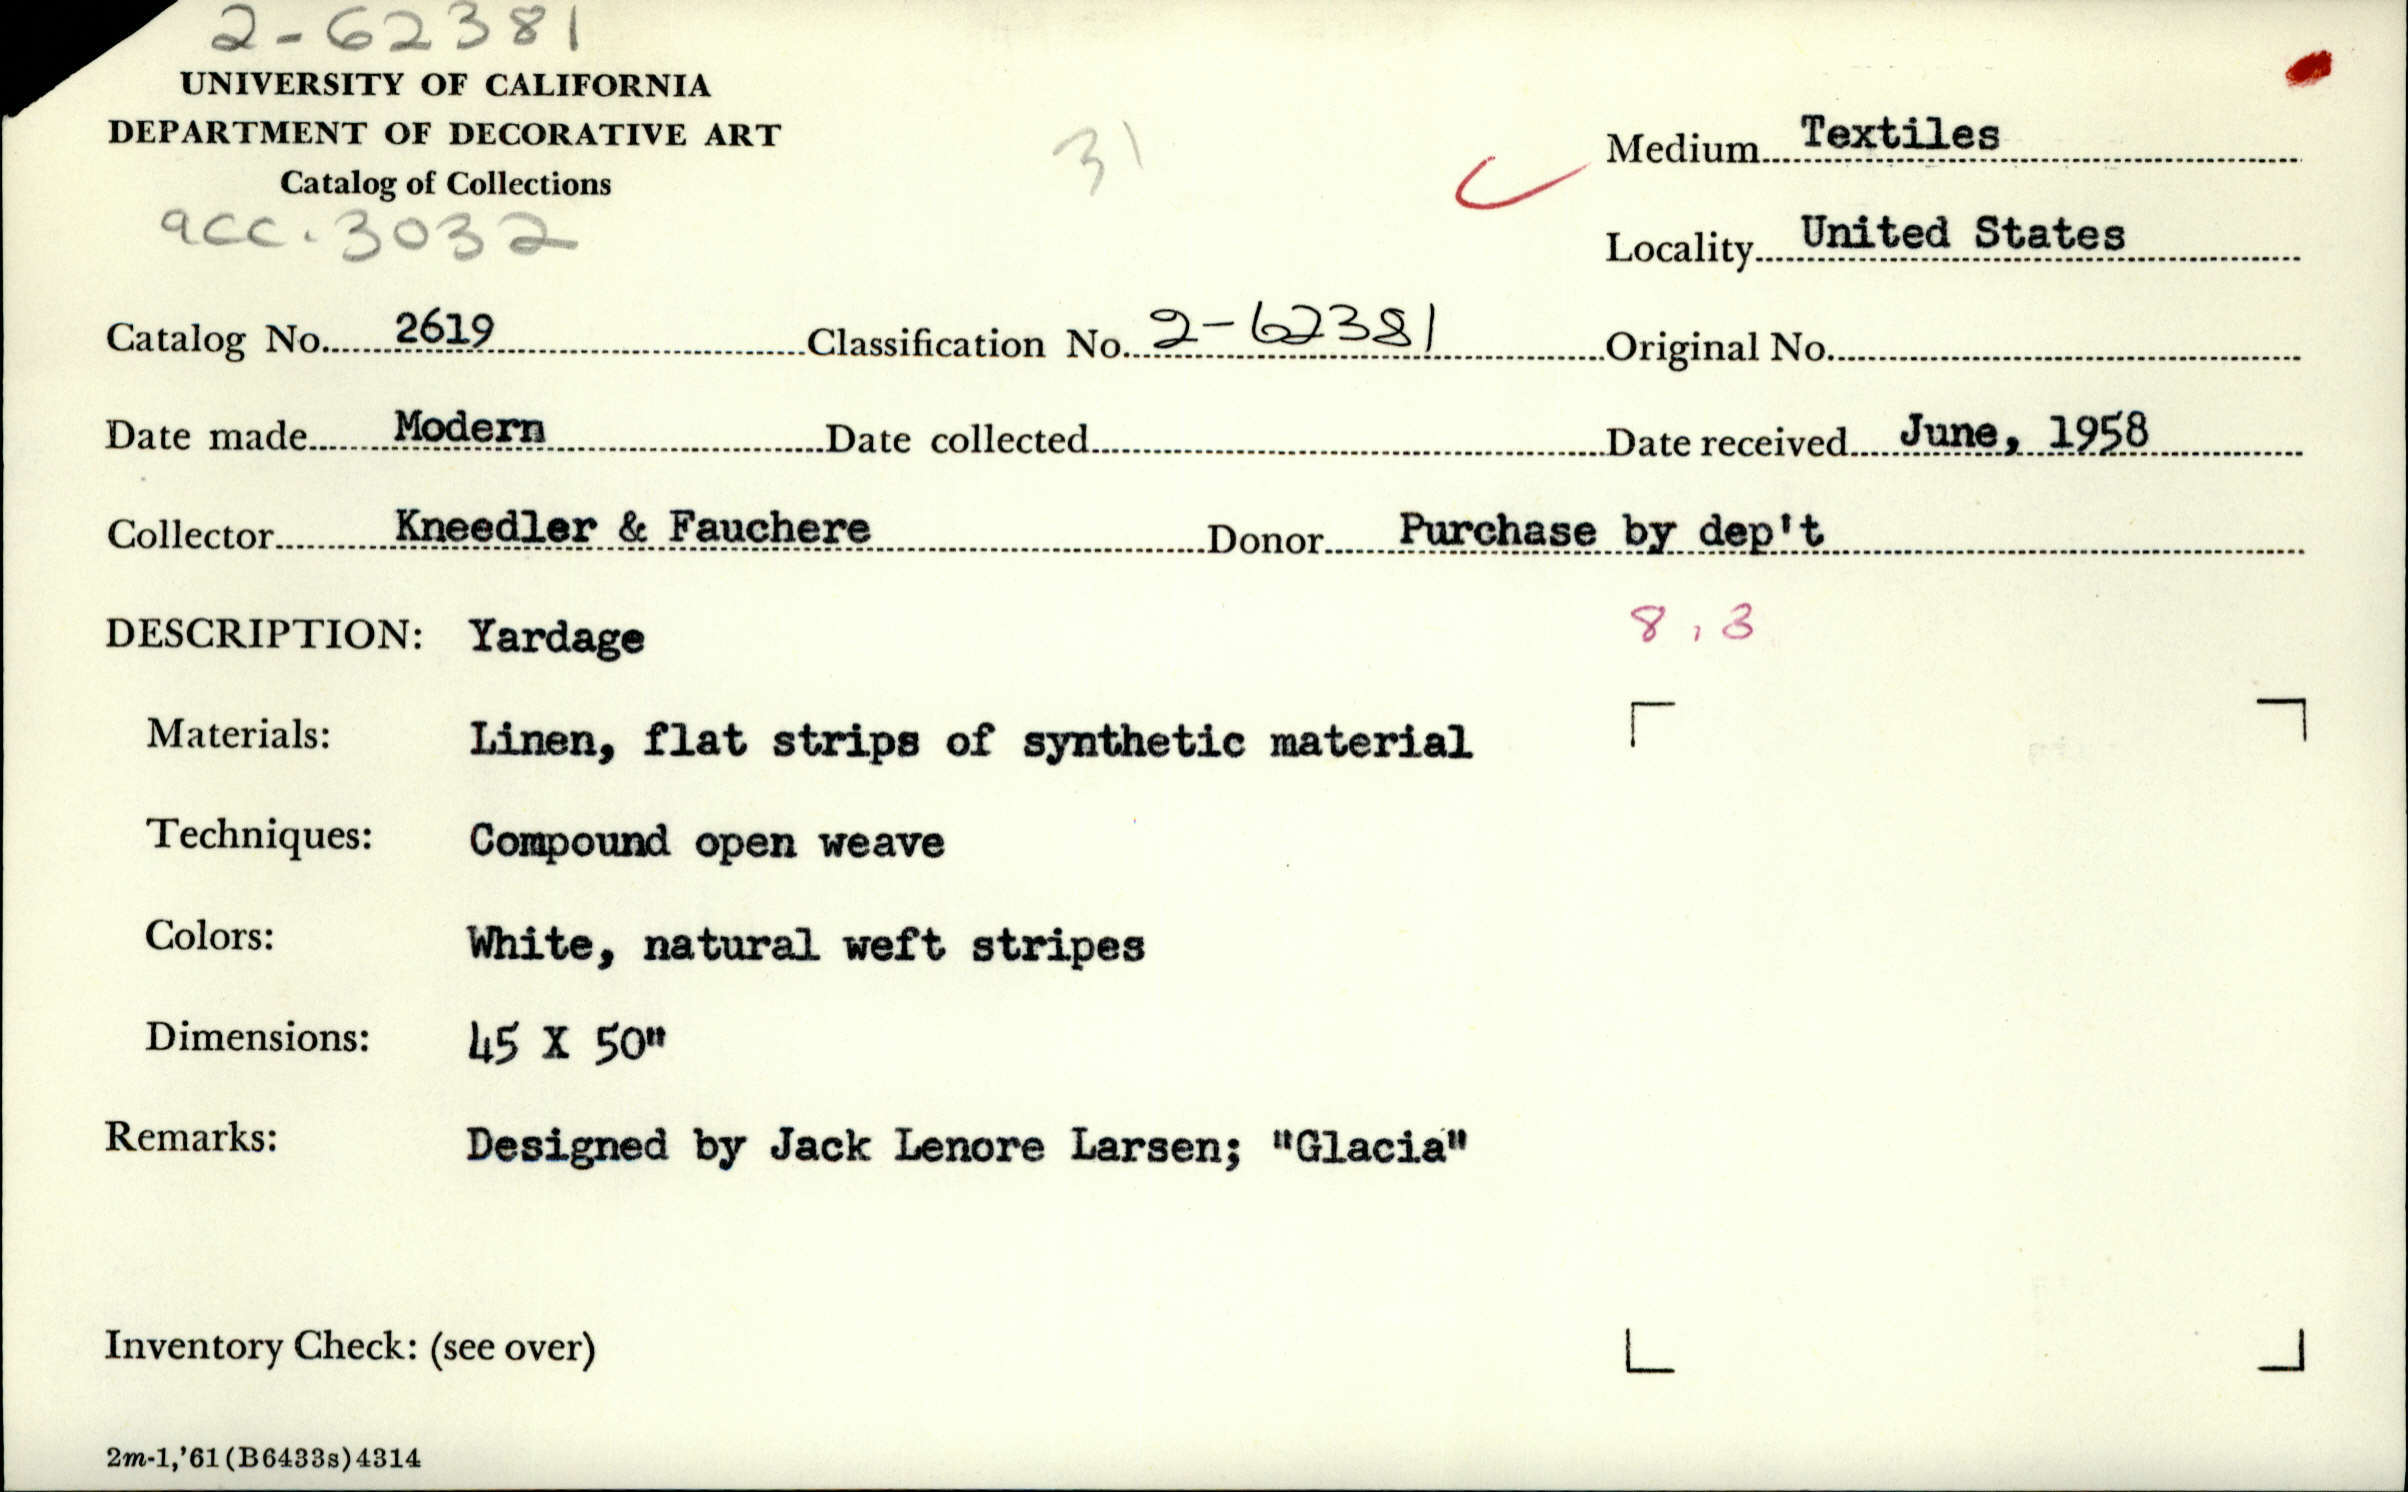 2-62381
UNIVERSITY OF CALIFORNIA
DEPARTMENT OF DECORATIVE ART
Catalog of Collections
acc. 3032
31
Medium Textiles
Locality United States
Catalog No. 2619 Classification No. 2-62381 Original No.
Date made Modern Date collected Date received June, 1958
Collector Kneedler & Fauchere Donor Purchase by dep't
DESCRIPTION: Yardage 8,3
Materials: Linen, flat strips of synthetic material
Techniques: Compound open weave
Colors: White, natural weft stripes
Dimensions: 45 X 50"
Remarks: Designed by Jack Lenore Larsen; "Glacia"
Inventory Check: (see over)
2m-1,'61(B6433s)4314